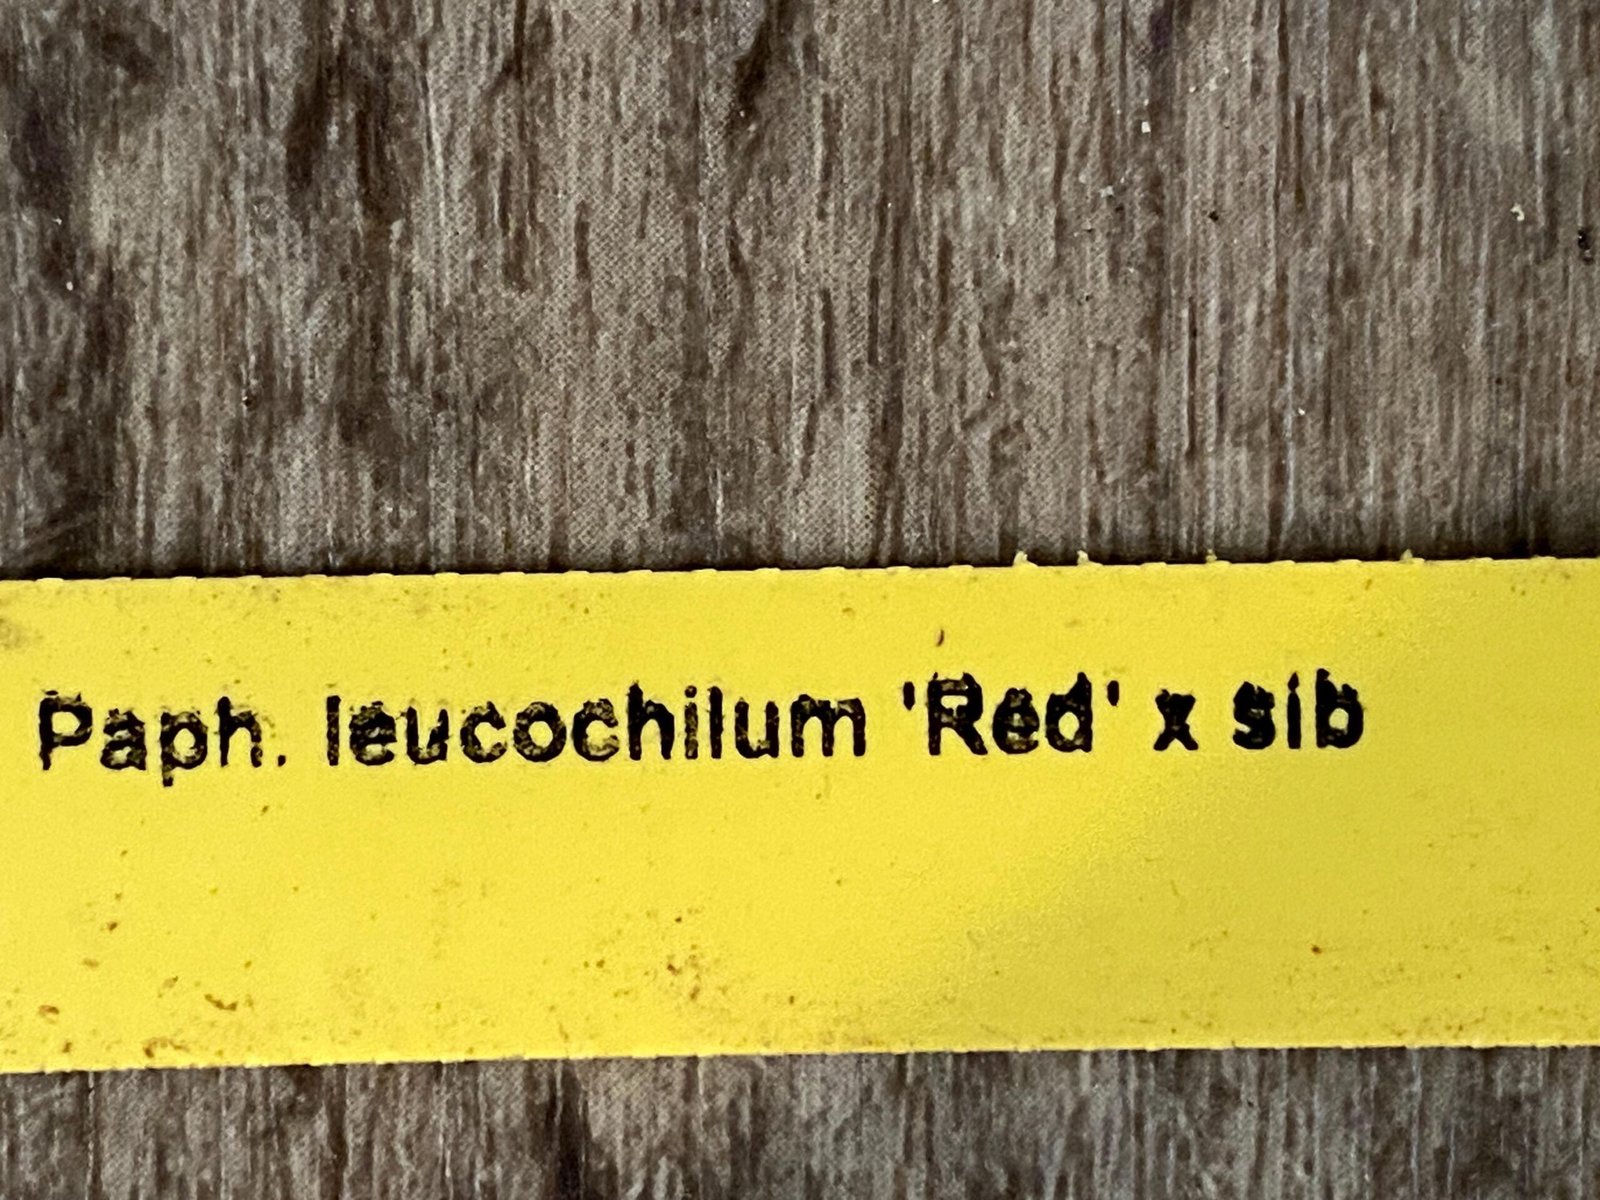 Paph. leucochilum 'Red' x sib